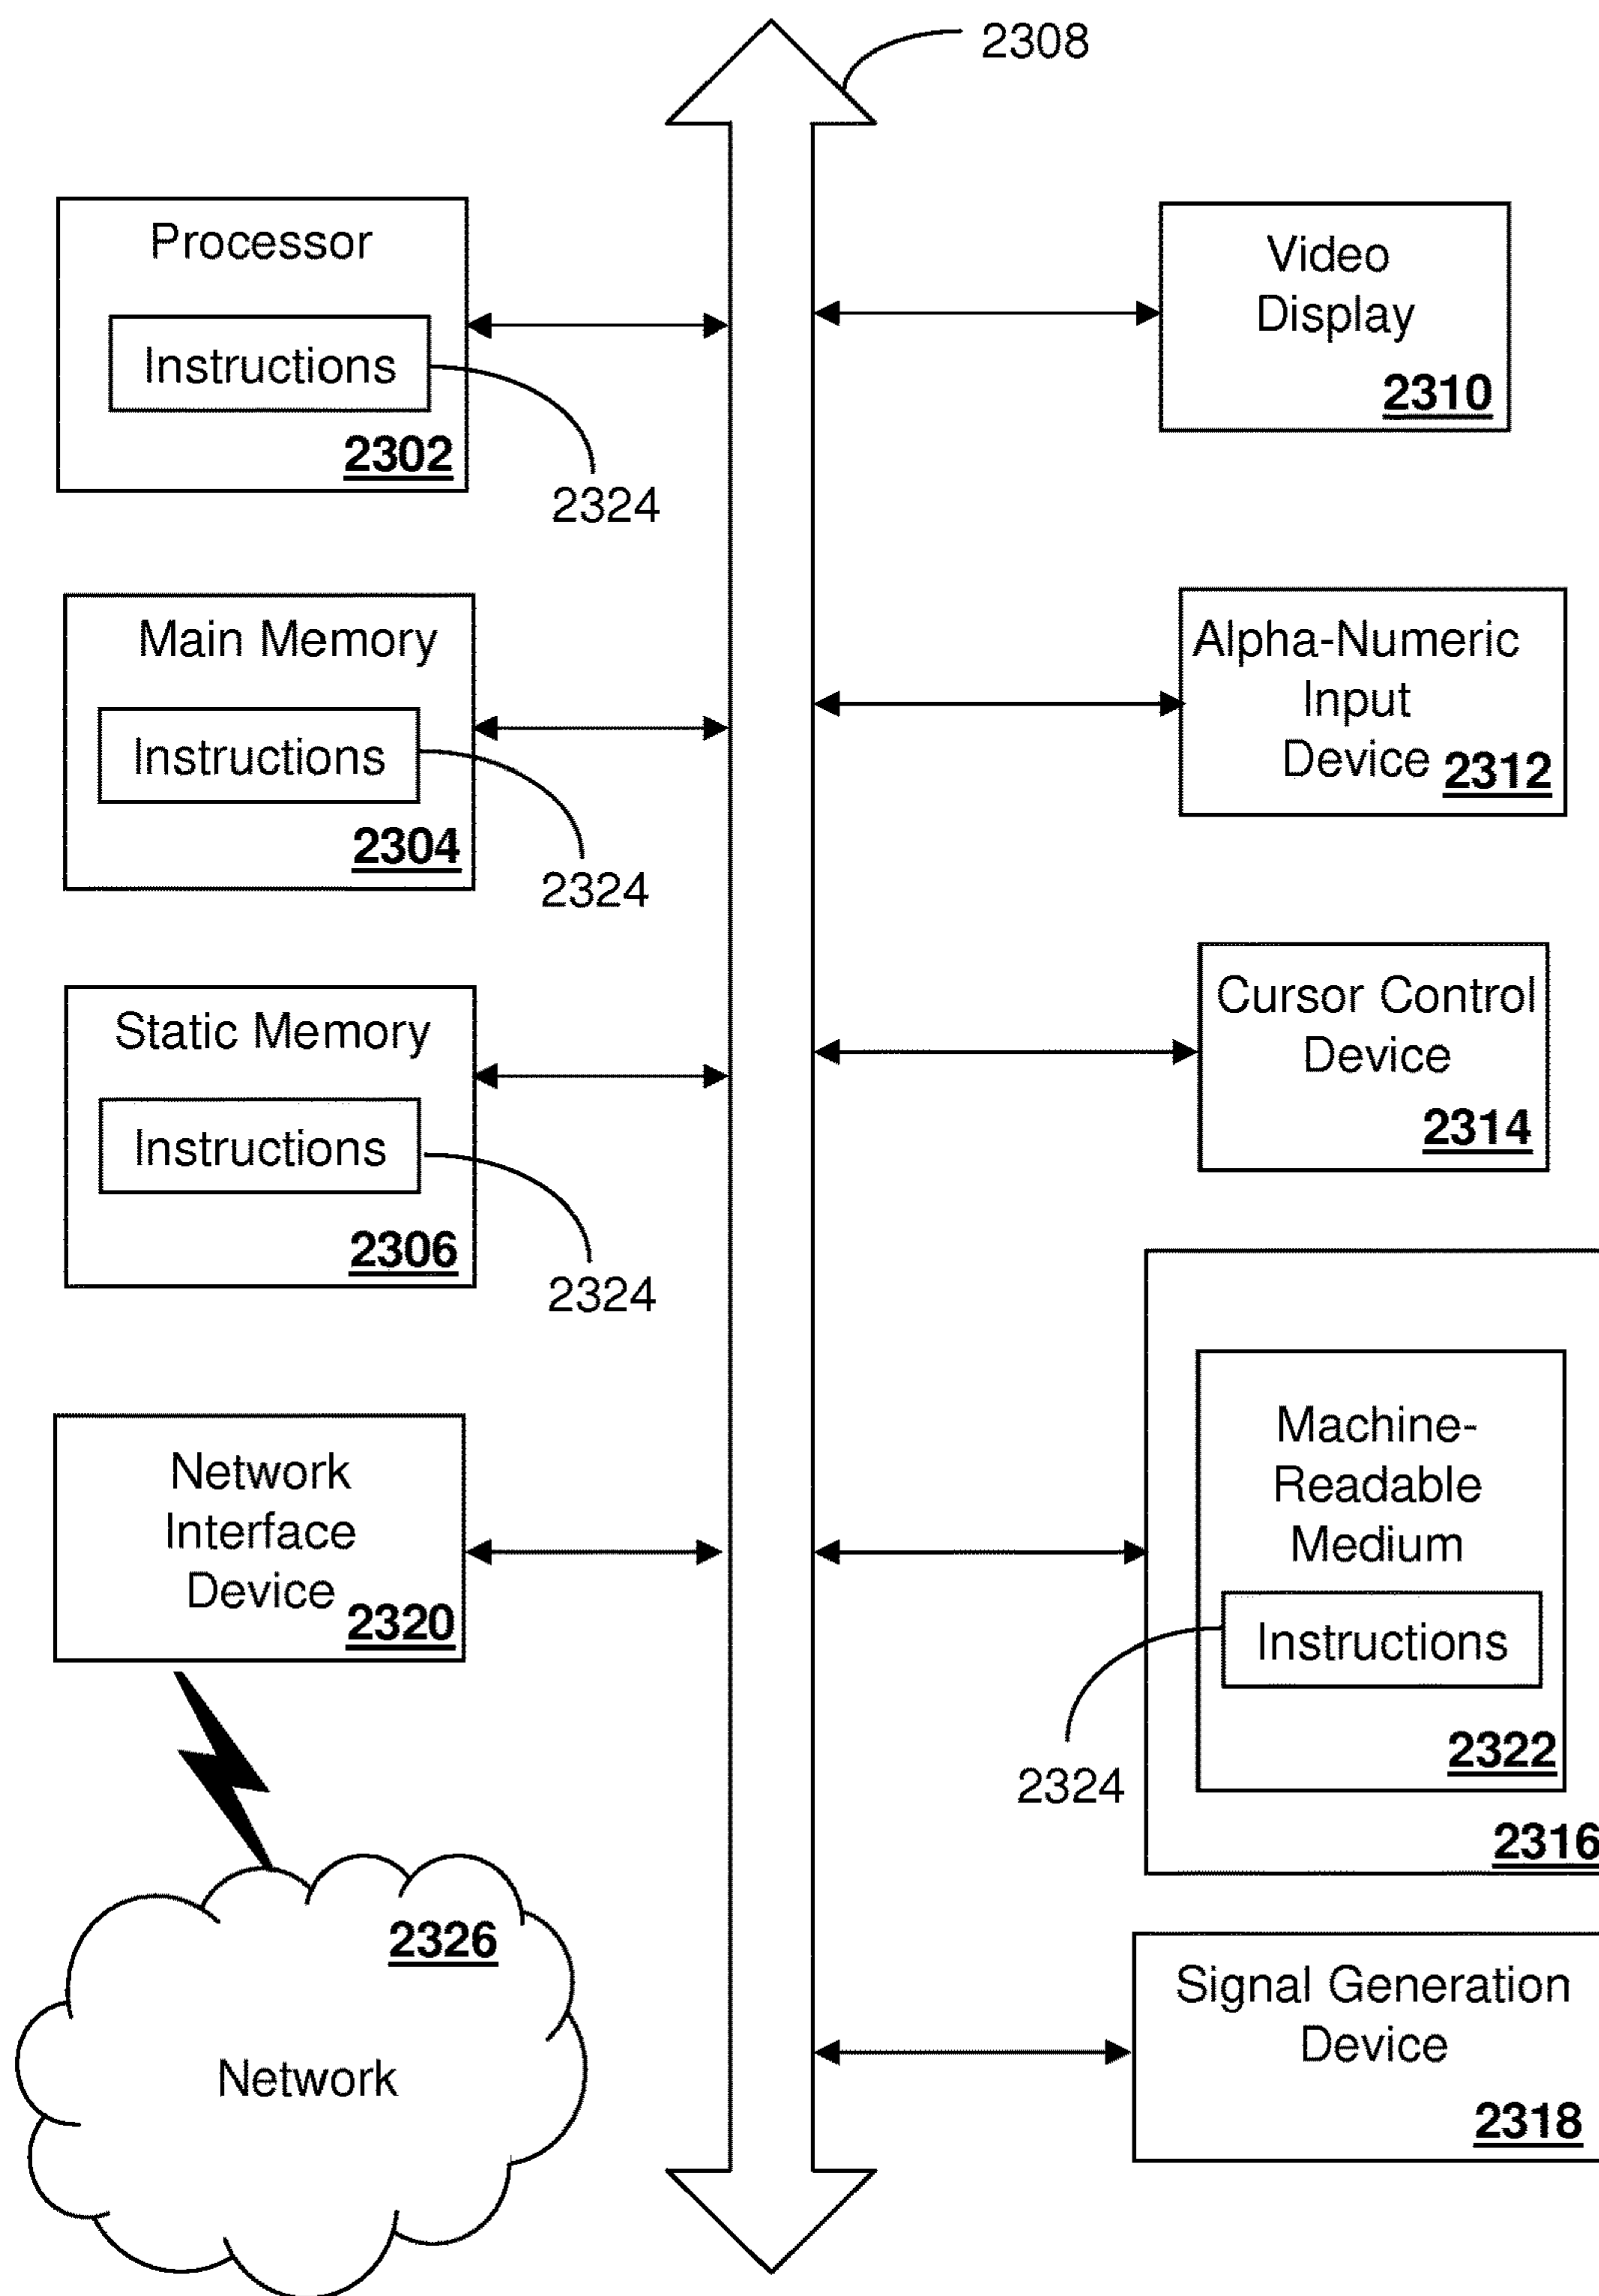 2308
Processor
Instructions
2302
2324
Main Memory
Instructions
2304
2324
Static Memory
Instructions
2306
2324
Network
Interface
Device
2320
2326
Network
Video
Display
2310
Alpha-Numeric
Input
Device
2312
Cursor Control
Device
2314
Machine-
Readable
Medium
Instructions
2322
2324
2316
Signal Generation
Device
2318